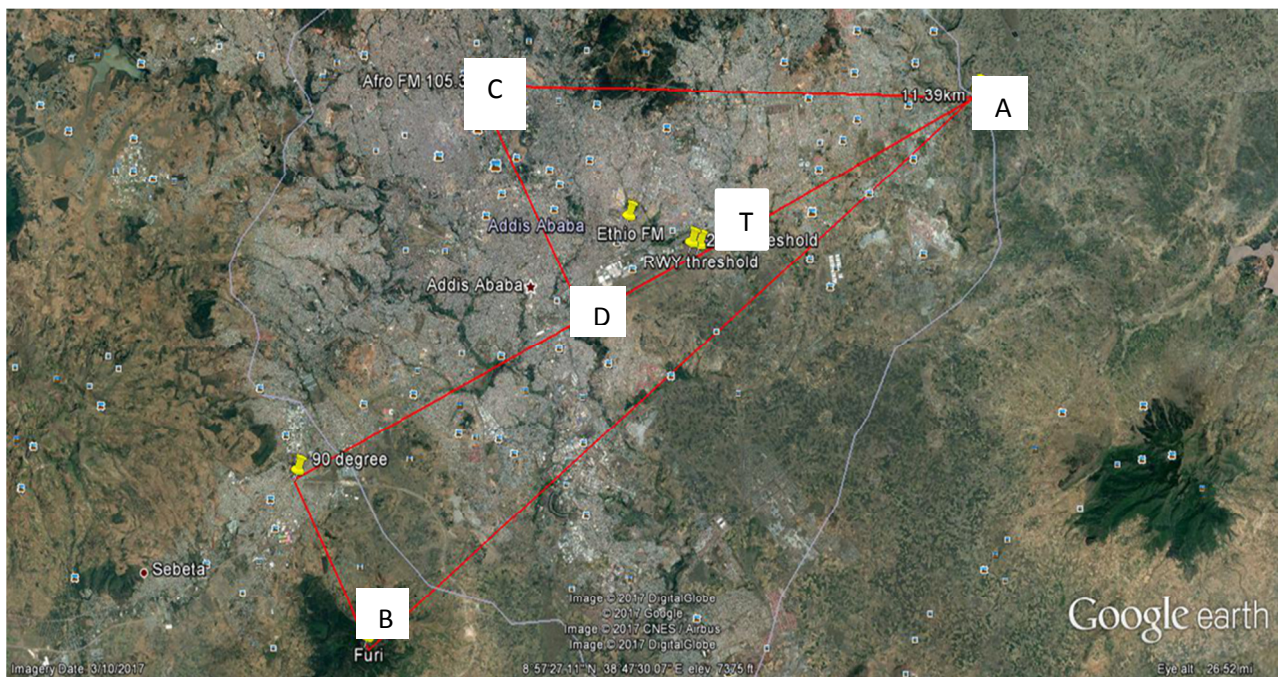 Afro FM 105.3
C
11.39km
A
Addis Ababa
Ethio FM
T
2
eshold
RWY threshold
Addis Ababa
D
90 degree
Sebeta
B
Furi
Image © 2017 DigitalGlobe
© 2017 Google
Image © 2017 CNES / Airbus
Image © 2017 DigitalGlobe
Google earth
Imagery Date: 3/10/2017
8°57'27.11" N 38°47'30.07" E elev 7375 ft
Eye alt 26.52 mi